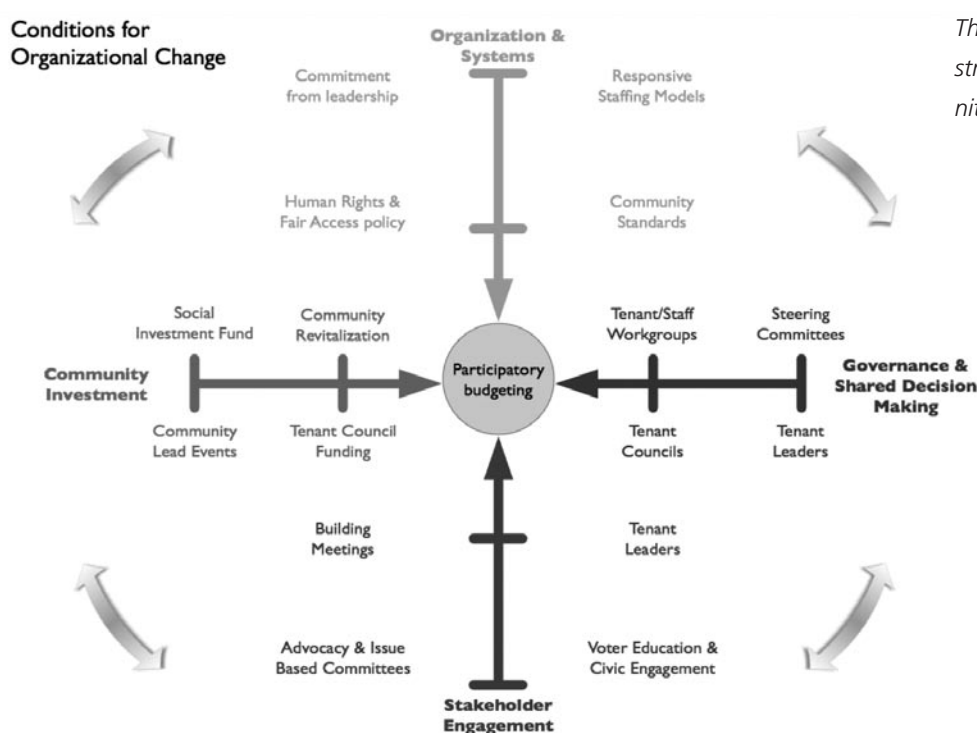 Conditions for
Organizational Change
Organization &
Systems
Th
str
nit
Commitment
from leadership
Responsive
Staffing Models
Human Rights &
Fair Access policy
Community
Standards
Social
Investment Fund
Community
Revitalization
Tenant/Staff
Workgroups
Steering
Committees
Community
Investment
Participatory
budgeting
Governance &
Shared Decision
Making
Community
Lead Events
Tenant Council
Funding
Tenant
Councils
Tenant
Leaders
Building
Meetings
Tenant
Leaders
Advocacy & Issue
Based Committees
Voter Education &
Civic Engagement
Stakeholder
Engagement